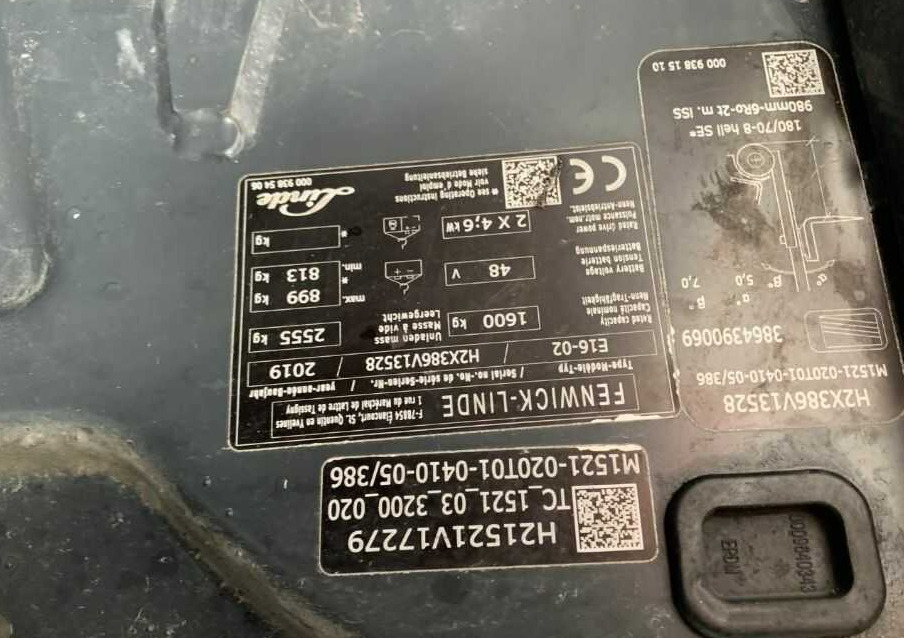 H21521V17279
TC_1521_03_3200_020
M1521-020T01-0410-05/386
FENWICK-LINDE
1 rue du Maréchal de Lattre de Tassigny
F-78854 Élancourt, St. Quentin en Yvelines
Type-Modèle-Typ / Serial no.-No. de série-Serien-Nr. / year-année-Baujahr
E16-02 / H2X386V13528 / 2019
Rated capacity
Capacité nominale
Nenn-Tragfähigkeit
1600 kg
Unladen mass
Masse à vide
Leergewicht
2555 kg
Battery voltage
Tension batterie
Batteriespannung
48 V
max. 899 kg
*
min. 813 kg
Rated drive power
Puissance motr.nom.
Nenn-Antriebsleist.
2 X 4,6 kW
* kg
CE
* see Operating Instructions
voir Mode d'emploi
siehe Betriebsanleitung
Linde
000 938 54 06
H2X386V13528
M1521-020T01-0410-05/386
3864390069
α° β° α° β°
5,0 7,0
180/70-8 hell SE*
980mm-6Ro-2t m. ISS
000 938 15 10
EPDM